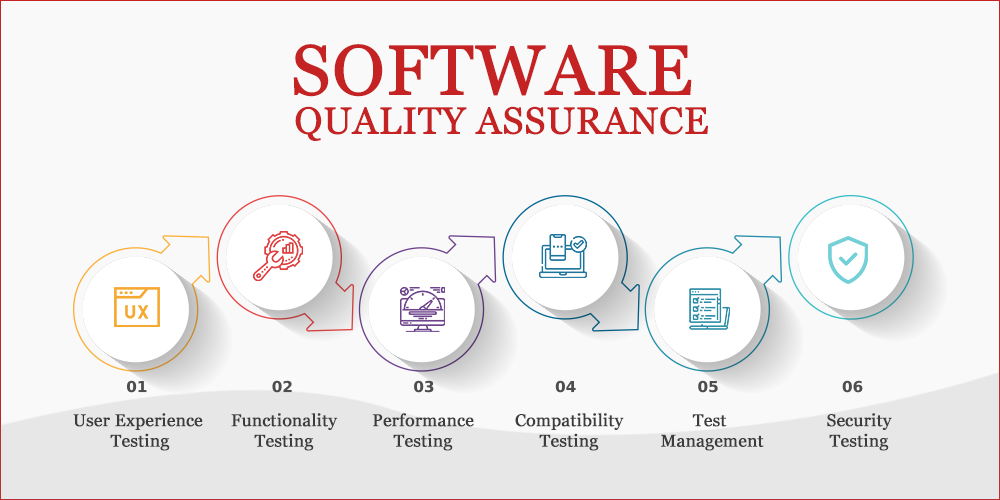 SOFTWARE
QUALITY ASSURANCE
UX
01
User Experience
Testing
02
Functionality
Testing
03
Performance
Testing
04
Compatibility
Testing
05
Test
Management
06
Security
Testing